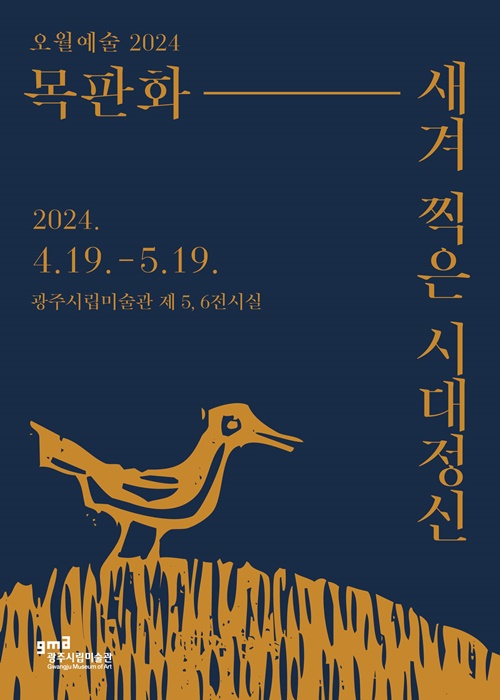 오월예술 2024
목판화
새겨 찍은 시대정신
2024.
4.19. - 5.19.
광주시립미술관 제 5, 6전시실
gma
광주시립미술관
Gwangju Museum of Art